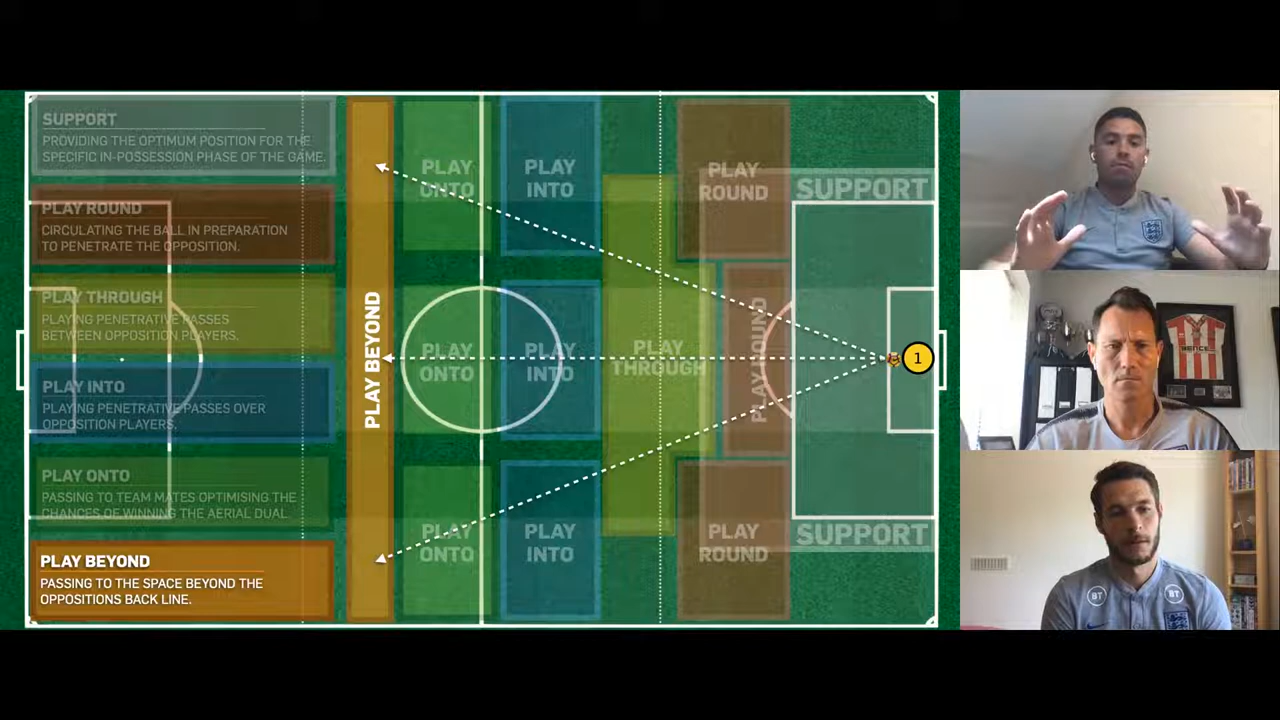 SUPPORT
PROVIDING THE OPTIMUM POSITION FOR THE
SPECIFIC IN-POSSESSION PHASE OF THE GAME.
PLAY ROUND
CIRCULATING THE BALL IN PREPARATION
TO PENETRATE THE OPPOSITION.
PLAY THROUGH
PLAYING PENETRATIVE PASSES
BETWEEN OPPOSITION PLAYERS.
PLAY INTO
PLAYING PENETRATIVE PASSES OVER
OPPOSITION PLAYERS.
PLAY ONTO
PASSING TO TEAM MATES OPTIMISING THE
CHANCES OF WINNING THE AERIAL DUAL
PLAY BEYOND
PASSING TO THE SPACE BEYOND THE
OPPOSITIONS BACK LINE.
PLAY BEYOND
PLAY
ONTO
PLAY
ONTO
PLAY
ONTO
PLAY
INTO
PLAY
INTO
PLAY
INTO
PLAY
THROUGH
PLAY
ROUND
PLAY ROUND
PLAY
ROUND
SUPPORT
SUPPORT
1
BT
BT